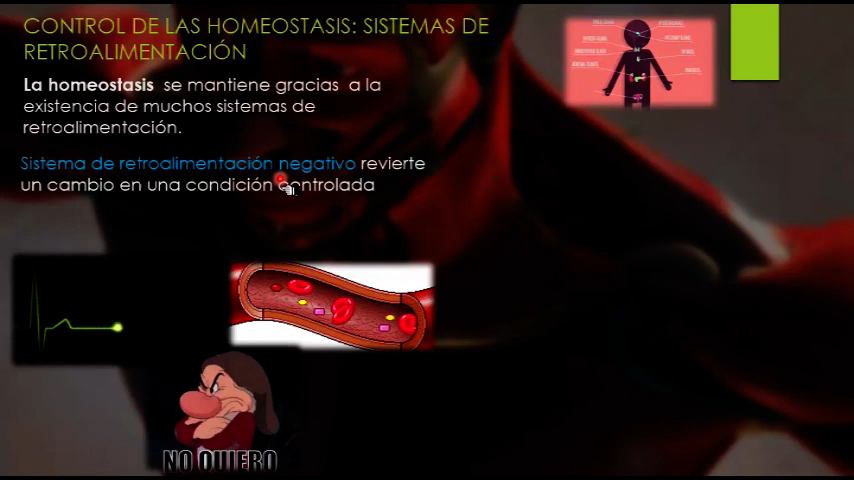 CONTROL DE LAS HOMEOSTASIS: SISTEMAS DE
RETROALIMENTACIÓN
La homeostasis se mantiene gracias a la
existencia de muchos sistemas de
retroalimentación.
Sistema de retroalimentación negativo revierte
un cambio en una condición controlada
NO QUIERO